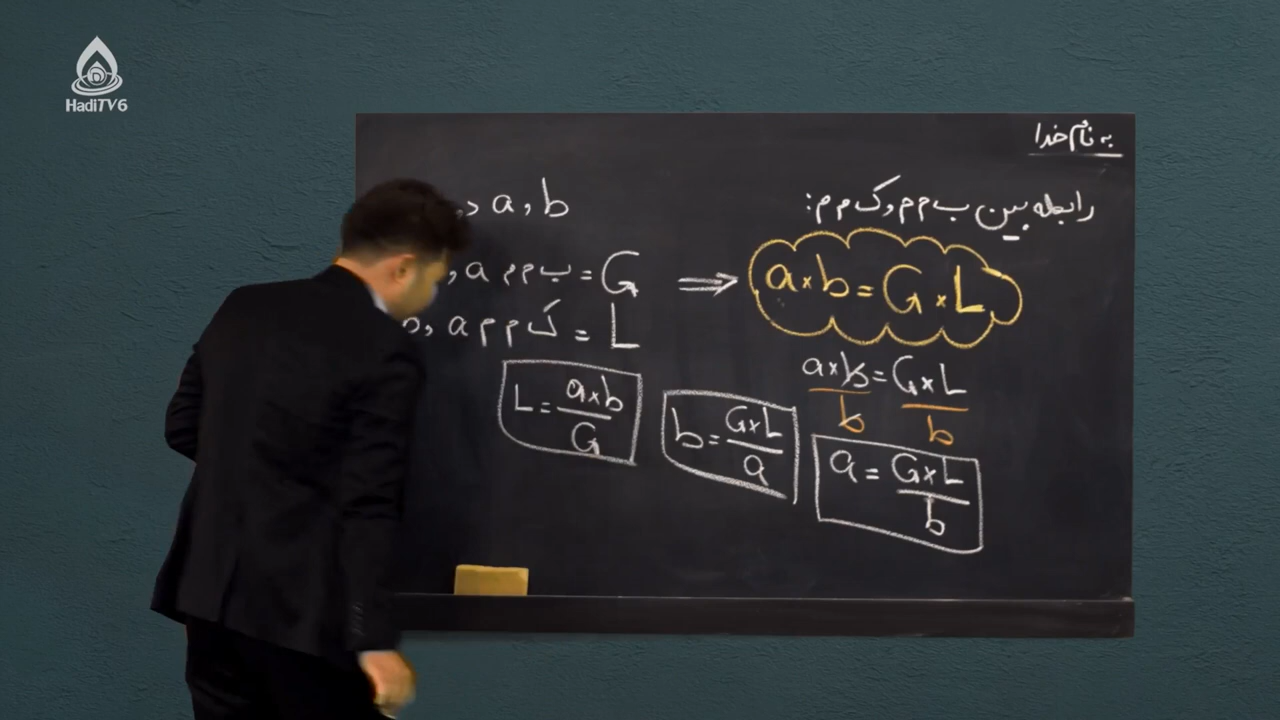 HadiTV6
به نام خدا
رابطه بین ب م م و ک م م:
a, b
a ب م م = G ⇒ a×b = G×L
b, a ک م م = L
a×b/b = G×L/b
L = a×b/G
b = G×L/a
a = G×L/b